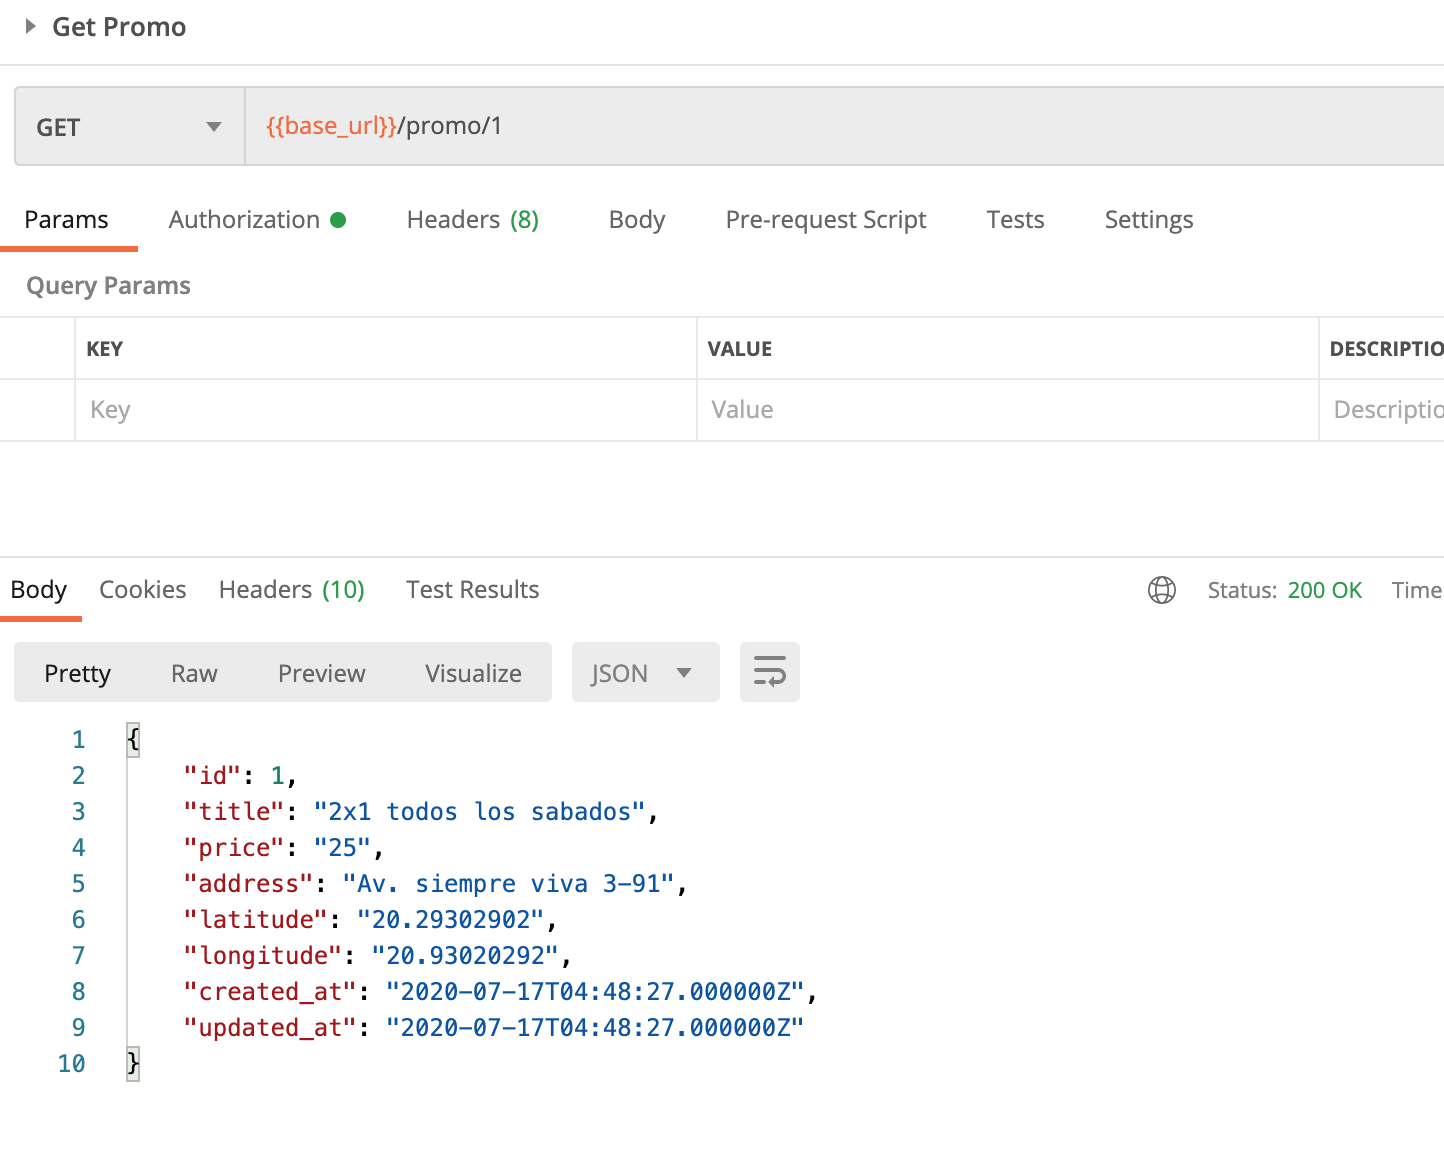 Get Promo
GET {{base_url}}/promo/1
Params Authorization Headers (8) Body Pre-request Script Tests Settings
Query Params
KEY VALUE DESCRIPTIO
Key Value Descriptio
Body Cookies Headers (10) Test Results Status: 200 OK Time
Pretty Raw Preview Visualize JSON
1 {
2 "id": 1,
3 "title": "2x1 todos los sabados",
4 "price": "25",
5 "address": "Av. siempre viva 3-91",
6 "latitude": "20.29302902",
7 "longitude": "20.93020292",
8 "created_at": "2020-07-17T04:48:27.000000Z",
9 "updated_at": "2020-07-17T04:48:27.000000Z"
10 }